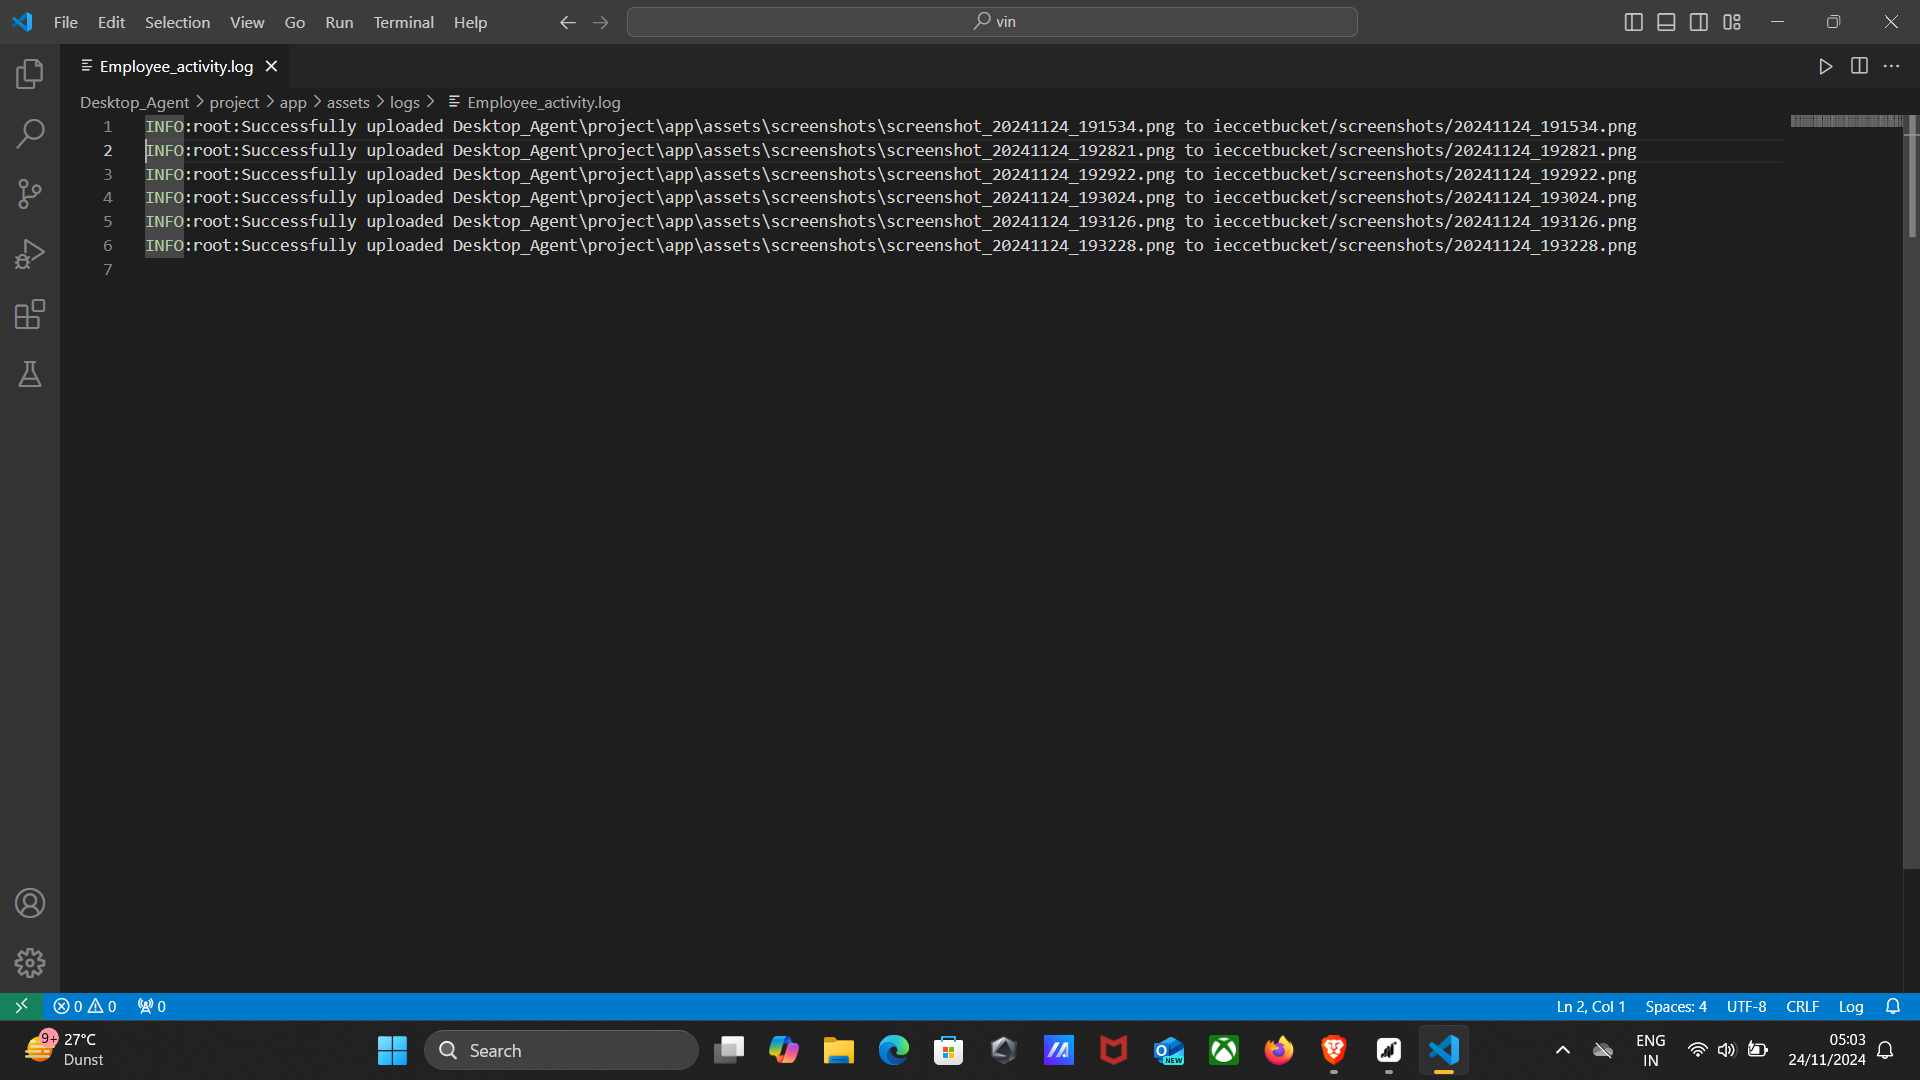 File Edit Selection View Go Run Terminal Help
vin
Employee_activity.log
Desktop_Agent > project > app > assets > logs > Employee_activity.log
1 INFO:root:Successfully uploaded Desktop_Agent\project\app\assets\screenshots\screenshot_20241124_191534.png to ieccetbucket/screenshots/20241124_191534.png
2 INFO:root:Successfully uploaded Desktop_Agent\project\app\assets\screenshots\screenshot_20241124_192821.png to ieccetbucket/screenshots/20241124_192821.png
3 INFO:root:Successfully uploaded Desktop_Agent\project\app\assets\screenshots\screenshot_20241124_192922.png to ieccetbucket/screenshots/20241124_192922.png
4 INFO:root:Successfully uploaded Desktop_Agent\project\app\assets\screenshots\screenshot_20241124_193024.png to ieccetbucket/screenshots/20241124_193024.png
5 INFO:root:Successfully uploaded Desktop_Agent\project\app\assets\screenshots\screenshot_20241124_193126.png to ieccetbucket/screenshots/20241124_193126.png
6 INFO:root:Successfully uploaded Desktop_Agent\project\app\assets\screenshots\screenshot_20241124_193228.png to ieccetbucket/screenshots/20241124_193228.png
7
0 0 0 Ln 2, Col 1 Spaces: 4 UTF-8 CRLF Log
9+
27°C
Dunst
Search
NEW
ENG
IN
05:03
24/11/2024